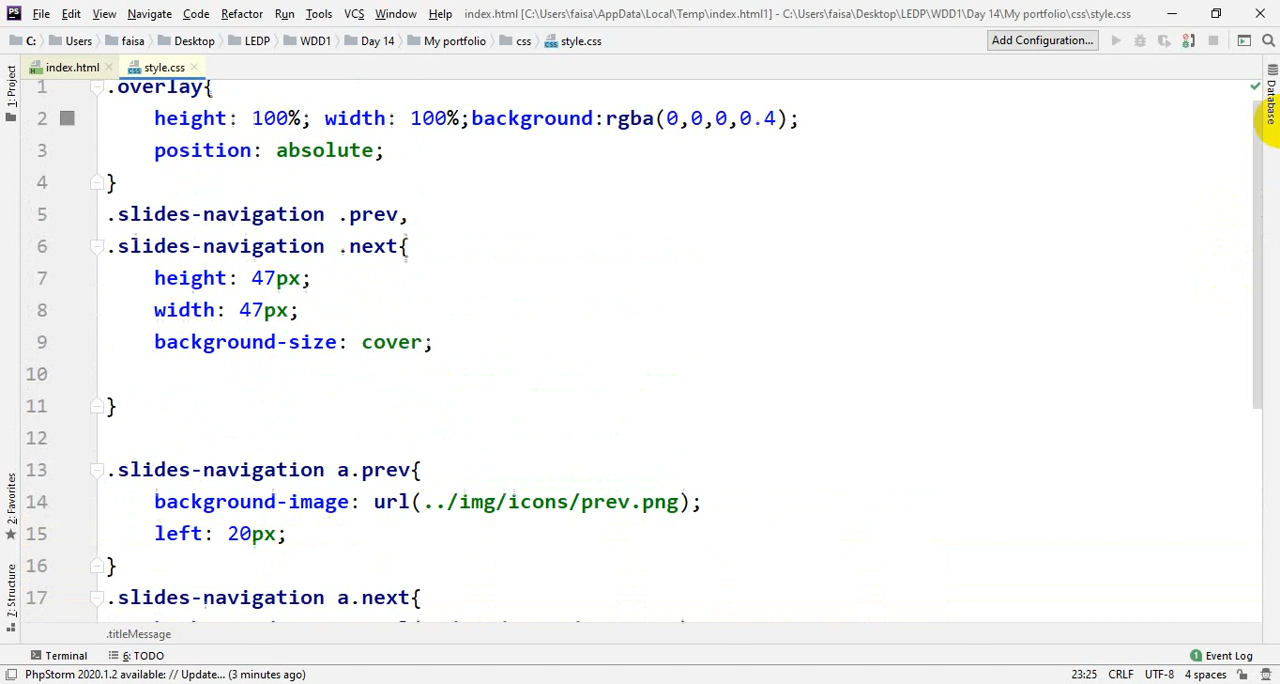 PS File Edit View Navigate Code Refactor Run Tools VCS Window Help index.html [C:\Users\faisa\AppData\Local\Temp\index.html1] - C:\Users\faisa\Desktop\LEDP\WDD1\Day 14\My portfolio\css\style.css
C: Users faisa Desktop LEDP WDD1 Day 14 My portfolio css style.css Add Configuration...
index.html style.css
1: Project
Database
1 .overlay{
2 height: 100%; width: 100%;background:rgba(0,0,0,0.4);
3 position: absolute;
4 }
5 .slides-navigation .prev,
6 .slides-navigation .next{
7 height: 47px;
8 width: 47px;
9 background-size: cover;
10
11 }
12
13 .slides-navigation a.prev{
14 background-image: url(../img/icons/prev.png);
15 left: 20px;
16 }
17 .slides-navigation a.next{
2: Favorites
Z: Structure
.titleMessage
Terminal 6: TODO 1 Event Log
PhpStorm 2020.1.2 available: // Update... (3 minutes ago) 23:25 CRLF UTF-8 4 spaces